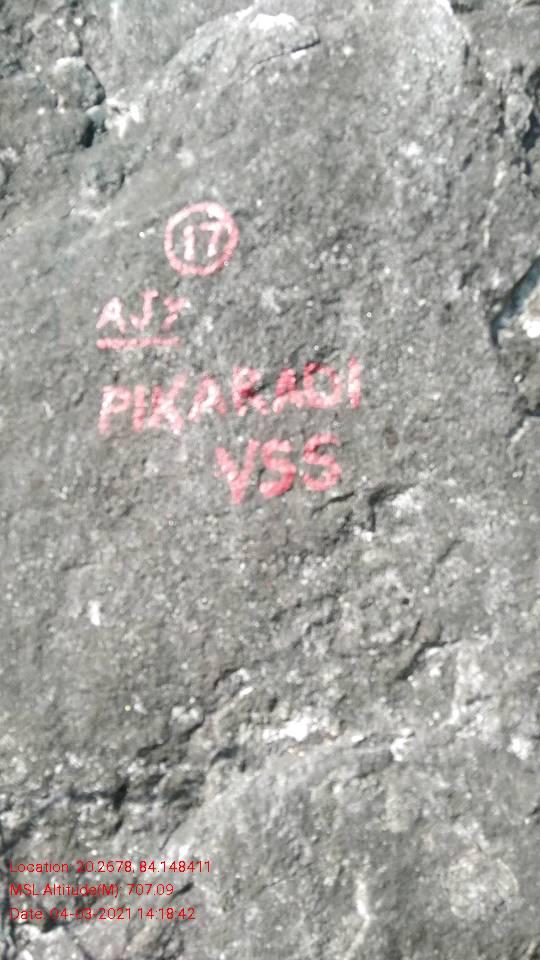 17
AJY
PIKARADI
VSS
Location: 20.2678, 84.148411
MSL Altitude(M): 707.09
Date: 04-03-2021 14:18:42